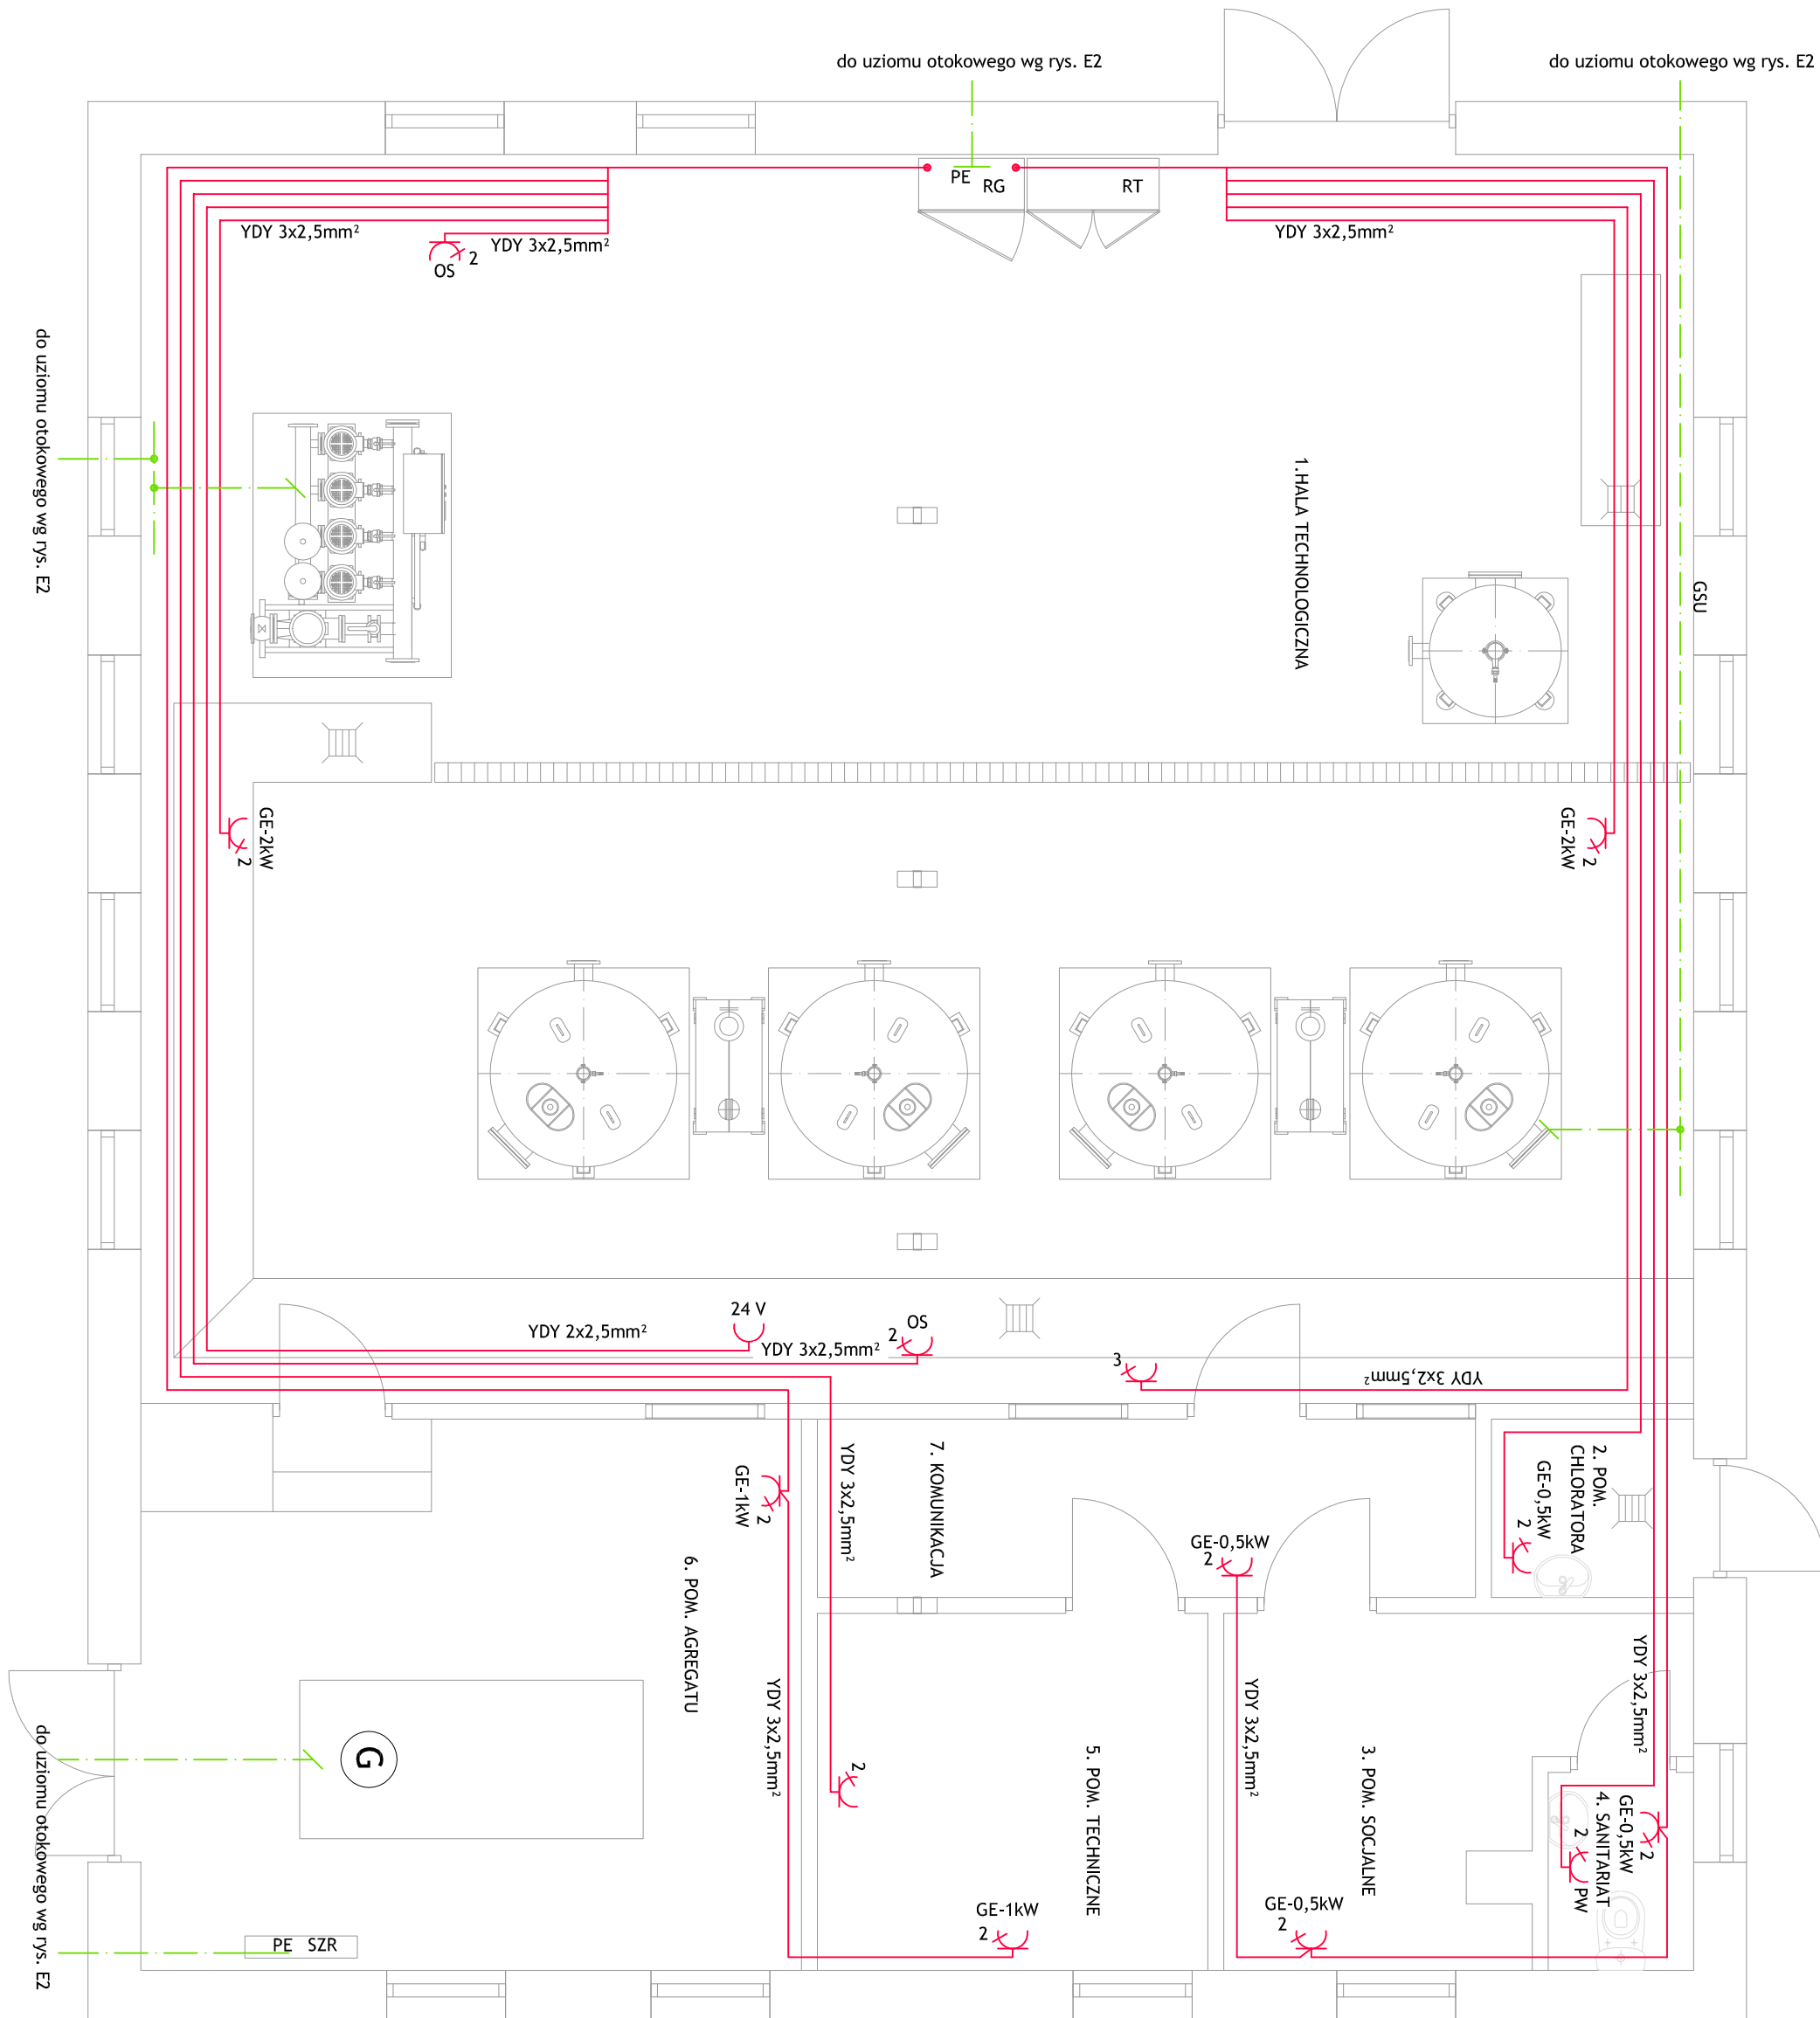 do uziomu otokowego wg rys. E2
do uziomu otokowego wg rys. E2
PE
RG
RT
YDY 3x2,5mm²
YDY 3x2,5mm²
YDY 3x2,5mm²
2
OS
do uziomu otokowego wg rys. E2
1.HALA TECHNOLOGICZNA
GSU
GE-2kW
2
GE-2kW
2
24 V
YDY 2x2,5mm²
OS
2
YDY 3x2,5mm²
3
YDY 3x2,5mm²
GE-1kW
2
YDY 3x2,5mm²
7. KOMUNIKACJA
2. POM.
CHLORATORA
GE-0,5kW
2
GE-0,5kW
2
6. POM. AGREGATU
YDY 3x2,5mm²
YDY 3x2,5mm²
YDY 3x2,5mm²
G
2
5. POM. TECHNICZNE
3. POM. SOCJALNE
4. SANITARIAT
GE-0,5kW
2
2
PW
do uziomu otokowego wg rys. E2
GE-1kW
2
GE-0,5kW
2
PE
SZR